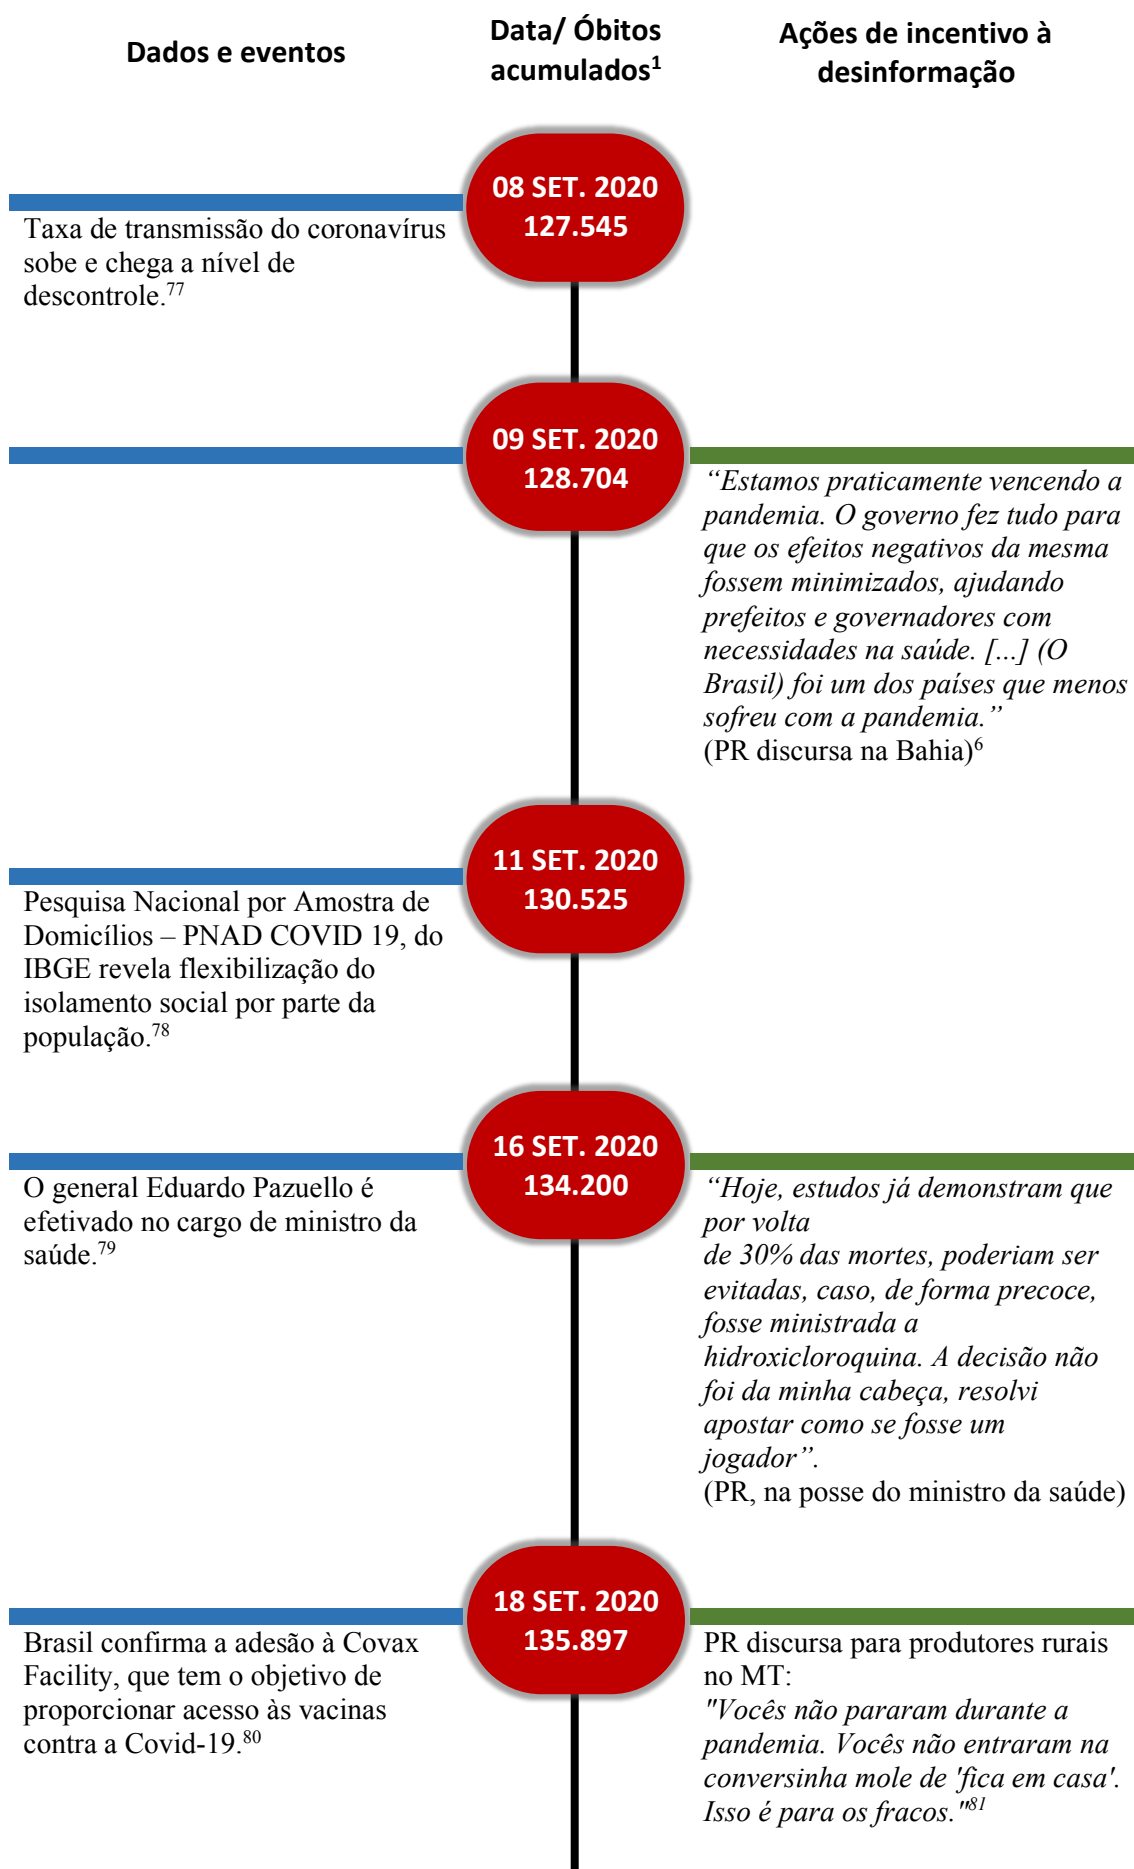 Dados e eventos
Data/ Óbitos
acumulados¹
Ações de incentivo à
desinformação
08 SET. 2020
127.545
Taxa de transmissão do coronavírus
sobe e chega a nível de
descontrole.⁷⁷
09 SET. 2020
128.704
“Estamos praticamente vencendo a
pandemia. O governo fez tudo para
que os efeitos negativos da mesma
fossem minimizados, ajudando
prefeitos e governadores com
necessidades na saúde. [...] (O
Brasil) foi um dos países que menos
sofreu com a pandemia.”
(PR discursa na Bahia)⁶
11 SET. 2020
130.525
Pesquisa Nacional por Amostra de
Domicílios – PNAD COVID 19, do
IBGE revela flexibilização do
isolamento social por parte da
população.⁷⁸
16 SET. 2020
134.200
O general Eduardo Pazuello é
efetivado no cargo de ministro da
saúde.⁷⁹
“Hoje, estudos já demonstram que
por volta
de 30% das mortes, poderiam ser
evitadas, caso, de forma precoce,
fosse ministrada a
hidroxicloroquina. A decisão não
foi da minha cabeça, resolvi
apostar como se fosse um
jogador”.
(PR, na posse do ministro da saúde)
18 SET. 2020
135.897
Brasil confirma a adesão à Covax
Facility, que tem o objetivo de
proporcionar acesso às vacinas
contra a Covid-19.⁸⁰
PR discursa para produtores rurais
no MT:
"Vocês não pararam durante a
pandemia. Vocês não entraram na
conversinha mole de 'fica em casa'.
Isso é para os fracos."⁸¹